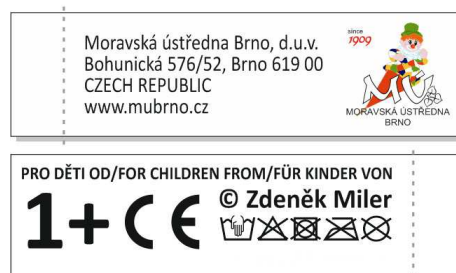 Moravská ústředna Brno, d.u.v.
Bohunická 576/52, Brno 619 00
CZECH REPUBLIC
www.mubrno.cz
since
1909
MÚ
MORAVSKÁ ÚSTŘEDNA
BRNO
PRO DĚTI OD/FOR CHILDREN FROM/FÜR KINDER VON
1+ CE
© Zdeněk Miler